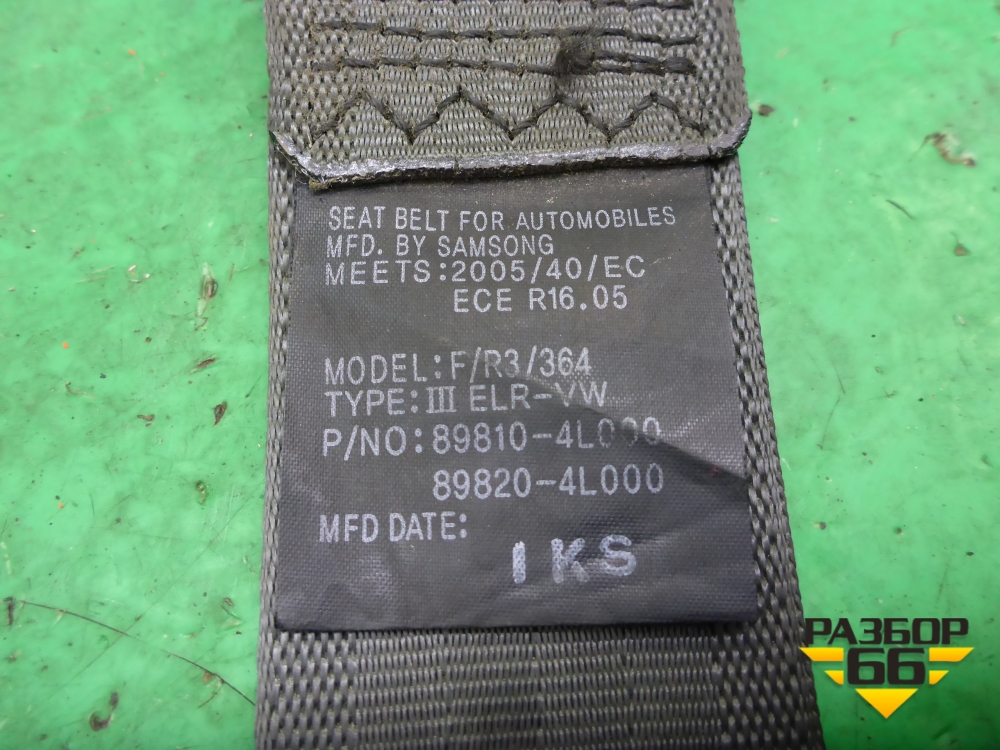 SEAT BELT FOR AUTOMOBILES
MFD. BY SAMSONG
MEETS:2005/40/EC
ECE R16.05
MODEL:F/R3/364
TYPE:III ELR-VW
P/NO:89810-4L000
89820-4L000
MFD DATE:
1KS
РАЗБОР
66